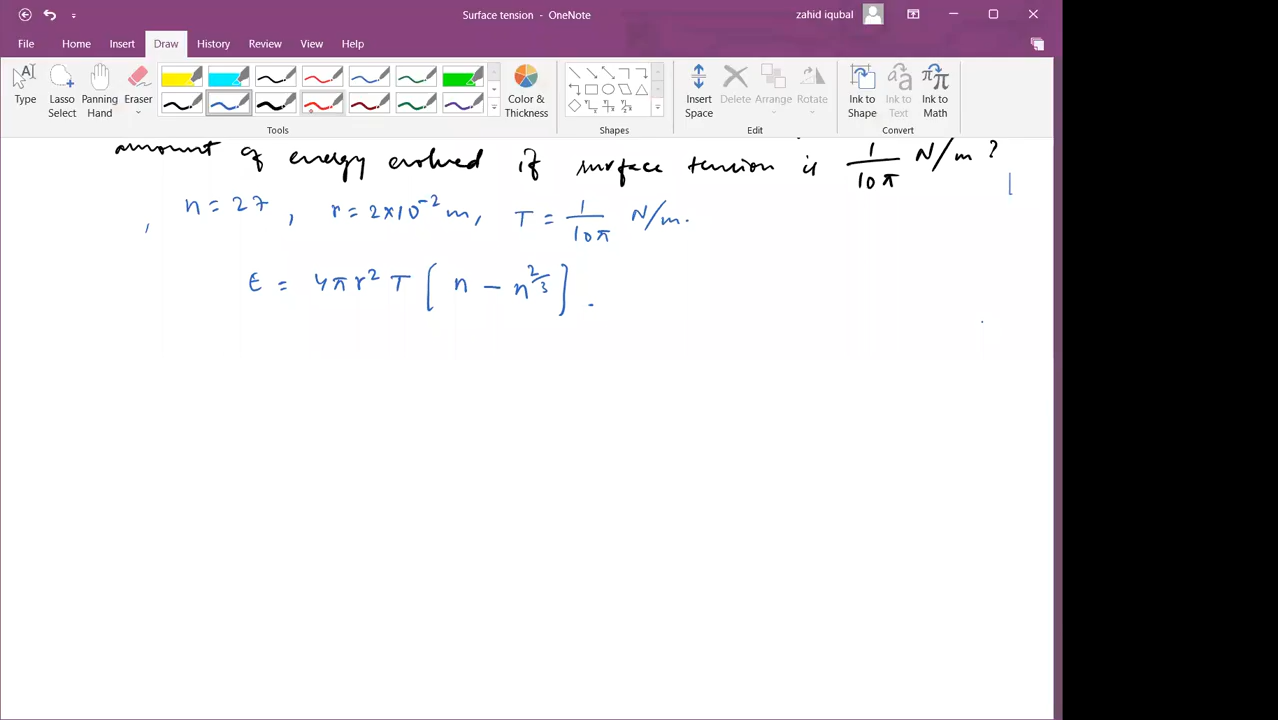 Surface tension - OneNote
zahid iqbal
File Home Insert Draw History Review View Help
Type Lasso Select Panning Hand Eraser Color & Thickness Insert Space Delete Arrange Rotate Ink to Shape Ink to Text Ink to Math
Tools Shapes Edit Convert
amount of energy evolved if surface tension is 1/10π N/m ?
n = 27 , r = 2×10⁻² m, T = 1/10π N/m.
E = 4πr² T [ n − n^2/3 ] .